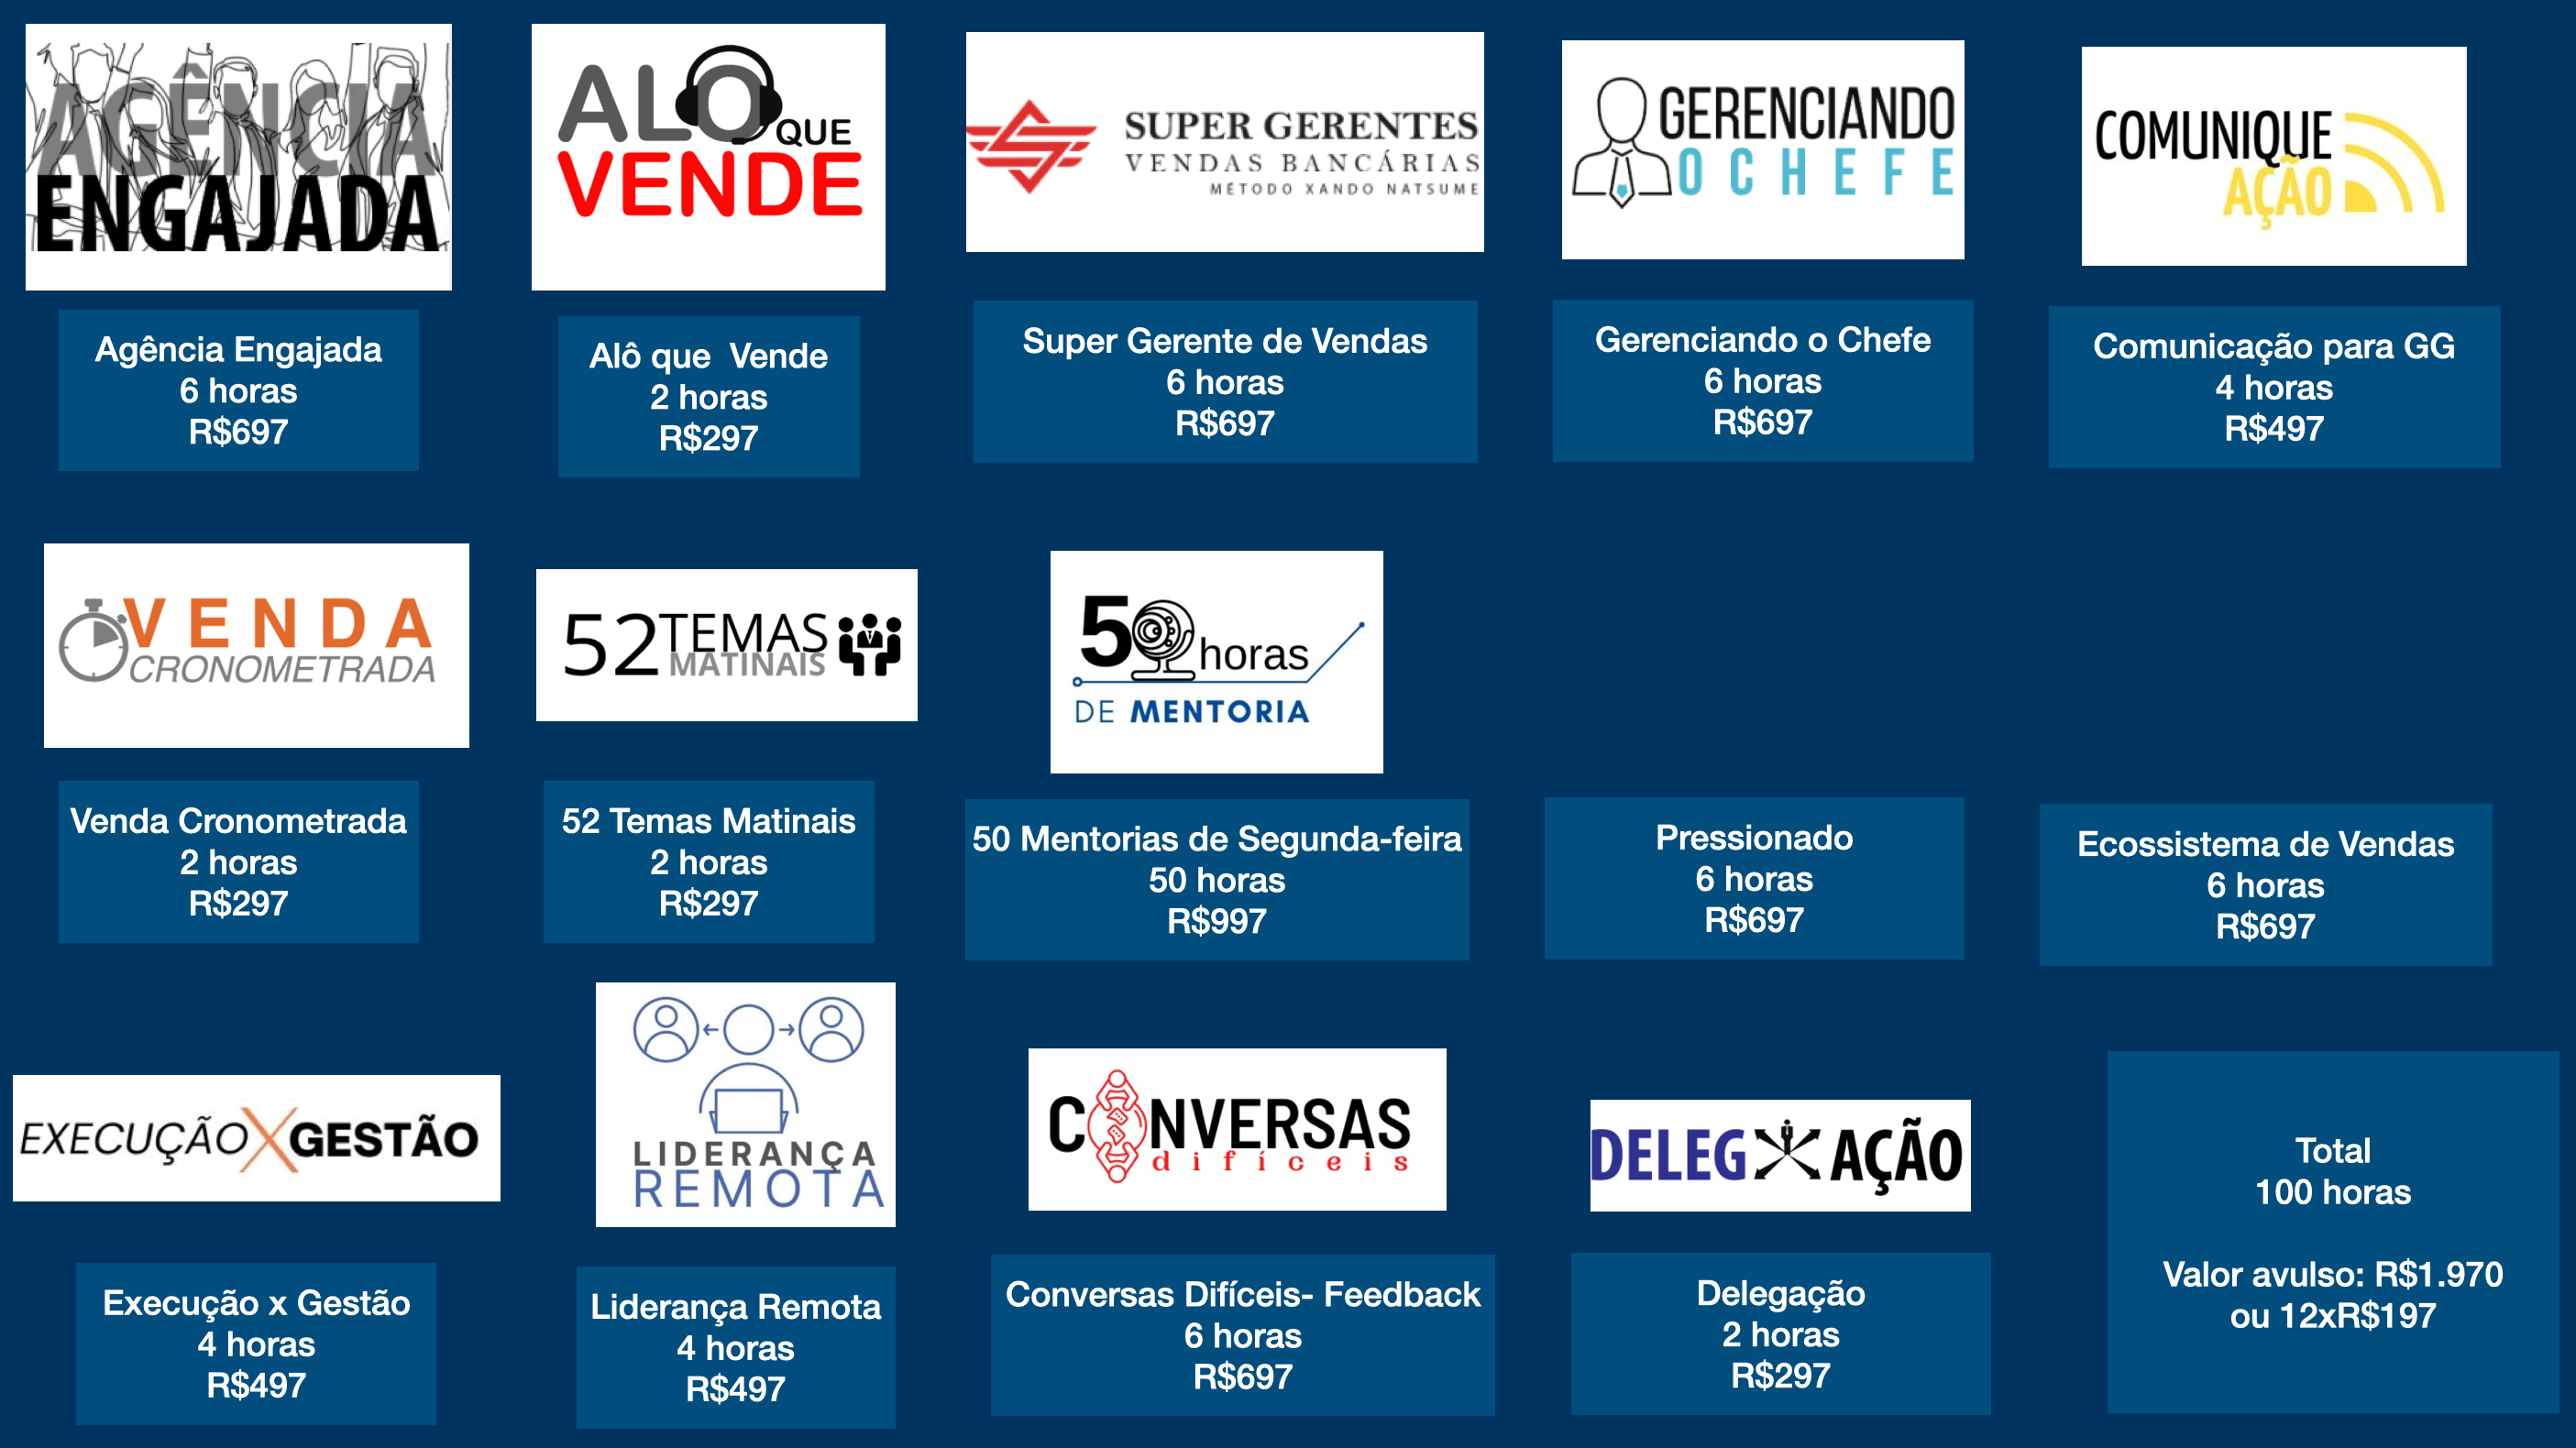 AGÊNCIA
ENGAJADA
Agência Engajada
6 horas
R$697
ALO QUE
VENDE
Alô que  Vende
2 horas
R$297
SUPER GERENTES
VENDAS BANCÁRIAS
MÉTODO XANDO NATSUME
Super Gerente de Vendas
6 horas
R$697
GERENCIANDO
O CHEFE
Gerenciando o Chefe
6 horas
R$697
COMUNIQUE
AÇÃO
Comunicação para GG
4 horas
R$497
VENDA
CRONOMETRADA
Venda Cronometrada
2 horas
R$297
52 TEMAS
MATINAIS
52 Temas Matinais
2 horas
R$297
50 horas
DE MENTORIA
50 Mentorias de Segunda-feira
50 horas
R$997
Pressionado
6 horas
R$697
Ecossistema de Vendas
6 horas
R$697
EXECUÇÃO X GESTÃO
Execução x Gestão
4 horas
R$497
LIDERANÇA
REMOTA
Liderança Remota
4 horas
R$497
CONVERSAS
difíceis
Conversas Difíceis- Feedback
6 horas
R$697
DELEG AÇÃO
Delegação
2 horas
R$297
Total
100 horas
Valor avulso: R$1.970
ou 12xR$197